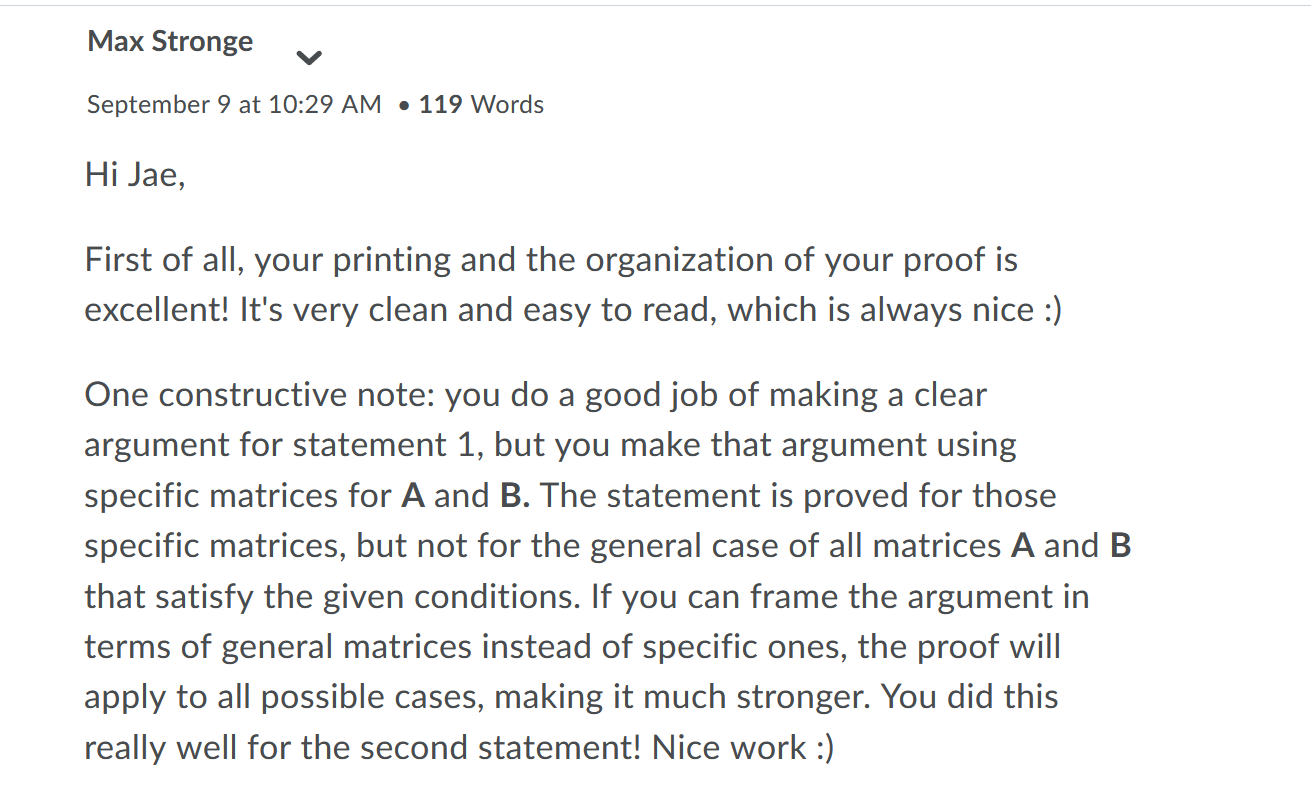 Max Stronge
September 9 at 10:29 AM • 119 Words
Hi Jae,
First of all, your printing and the organization of your proof is
excellent! It's very clean and easy to read, which is always nice :)
One constructive note: you do a good job of making a clear
argument for statement 1, but you make that argument using
specific matrices for A and B. The statement is proved for those
specific matrices, but not for the general case of all matrices A and B
that satisfy the given conditions. If you can frame the argument in
terms of general matrices instead of specific ones, the proof will
apply to all possible cases, making it much stronger. You did this
really well for the second statement! Nice work :)